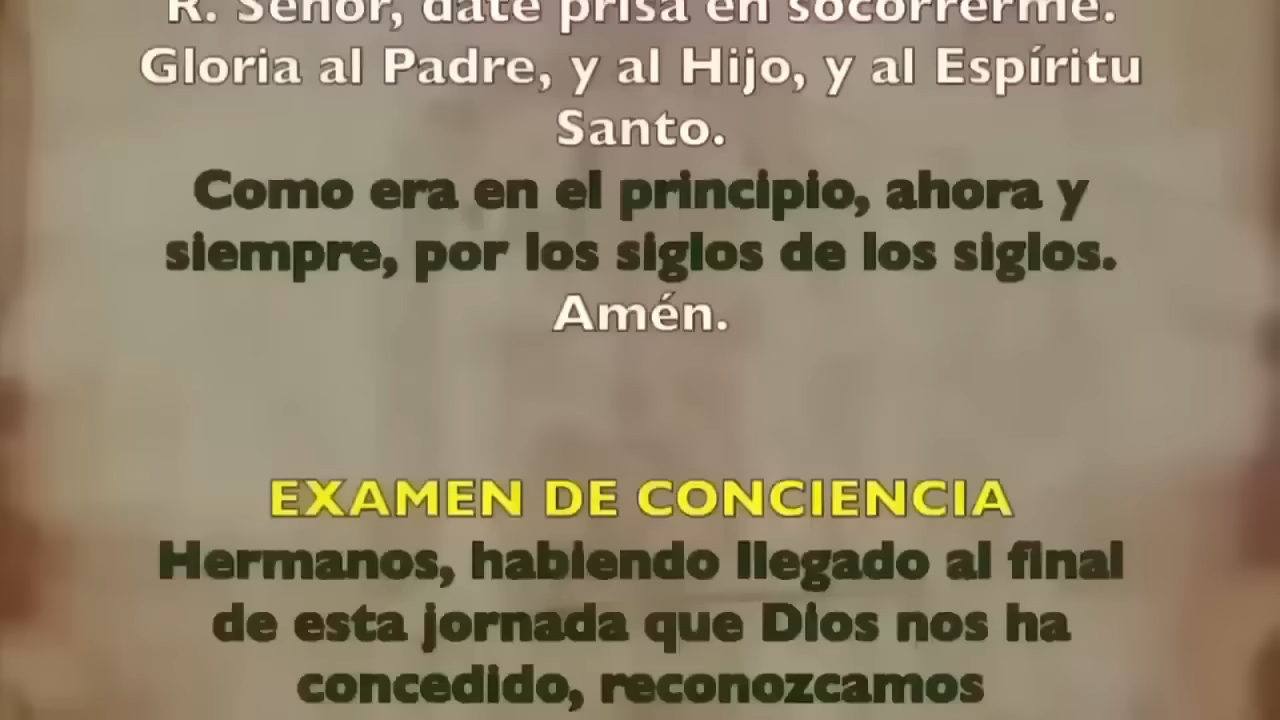 R. Señor, date prisa en socorrerme.
Gloria al Padre, y al Hijo, y al Espíritu
Santo.
Como era en el principio, ahora y
siempre, por los siglos de los siglos.
Amén.
EXAMEN DE CONCIENCIA
Hermanos, habiendo llegado al final
de esta jornada que Dios nos ha
concedido, reconozcamos